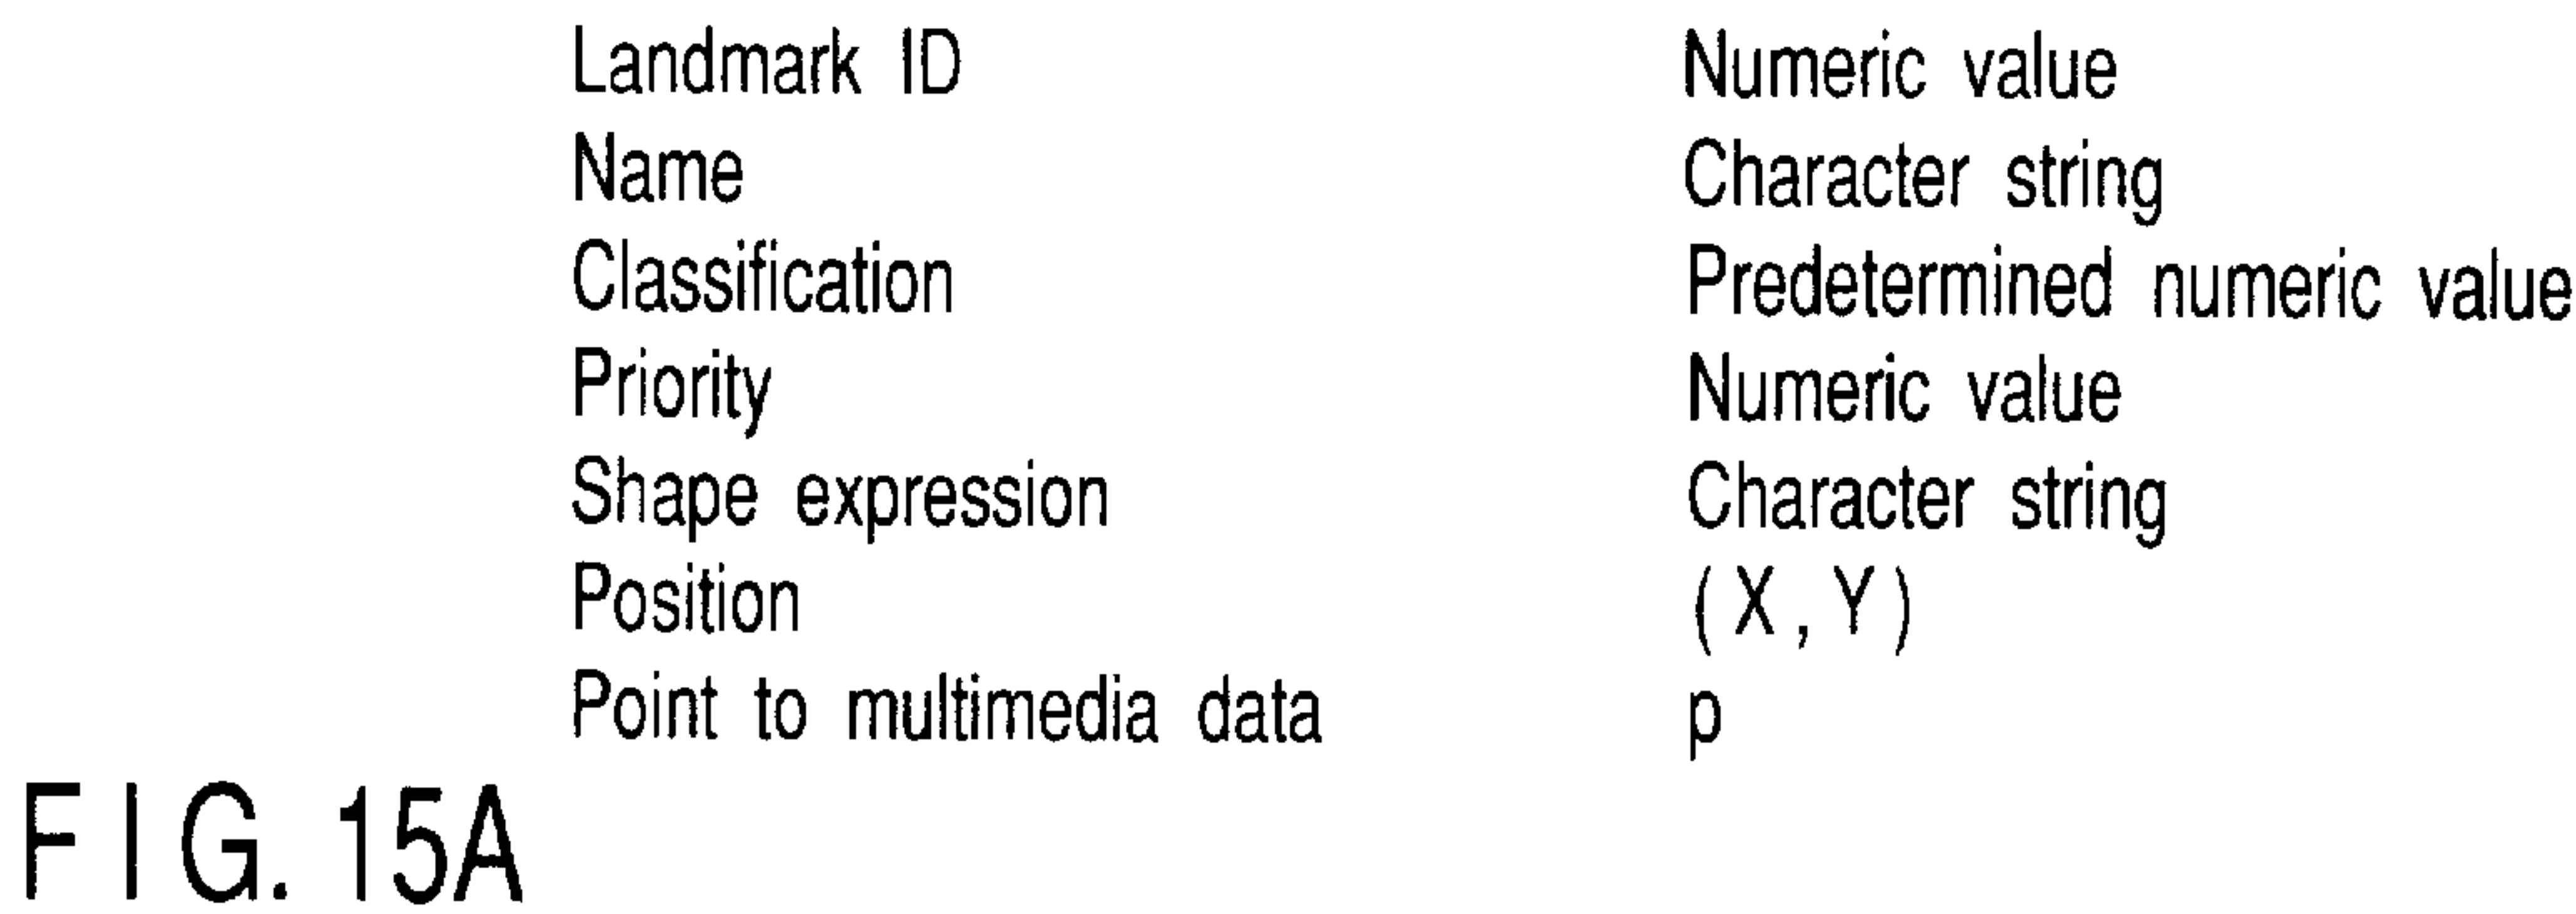 Landmark ID Numeric value
Name Character string
Classification Predetermined numeric value
Priority Numeric value
Shape expression Character string
Position (X,Y)
Point to multimedia data p
FIG. 15A